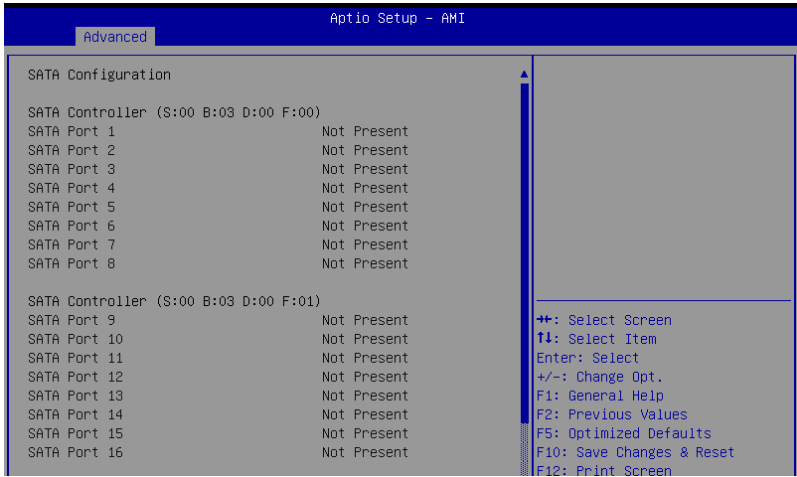 Aptio Setup – AMI
Advanced
SATA Configuration
SATA Controller (S:00 B:03 D:00 F:00)
SATA Port 1 Not Present
SATA Port 2 Not Present
SATA Port 3 Not Present
SATA Port 4 Not Present
SATA Port 5 Not Present
SATA Port 6 Not Present
SATA Port 7 Not Present
SATA Port 8 Not Present
SATA Controller (S:00 B:03 D:00 F:01)
SATA Port 9 Not Present
SATA Port 10 Not Present
SATA Port 11 Not Present
SATA Port 12 Not Present
SATA Port 13 Not Present
SATA Port 14 Not Present
SATA Port 15 Not Present
SATA Port 16 Not Present
→←: Select Screen
↑↓: Select Item
Enter: Select
+/-: Change Opt.
F1: General Help
F2: Previous Values
F5: Optimized Defaults
F10: Save Changes & Reset
F12: Print Screen